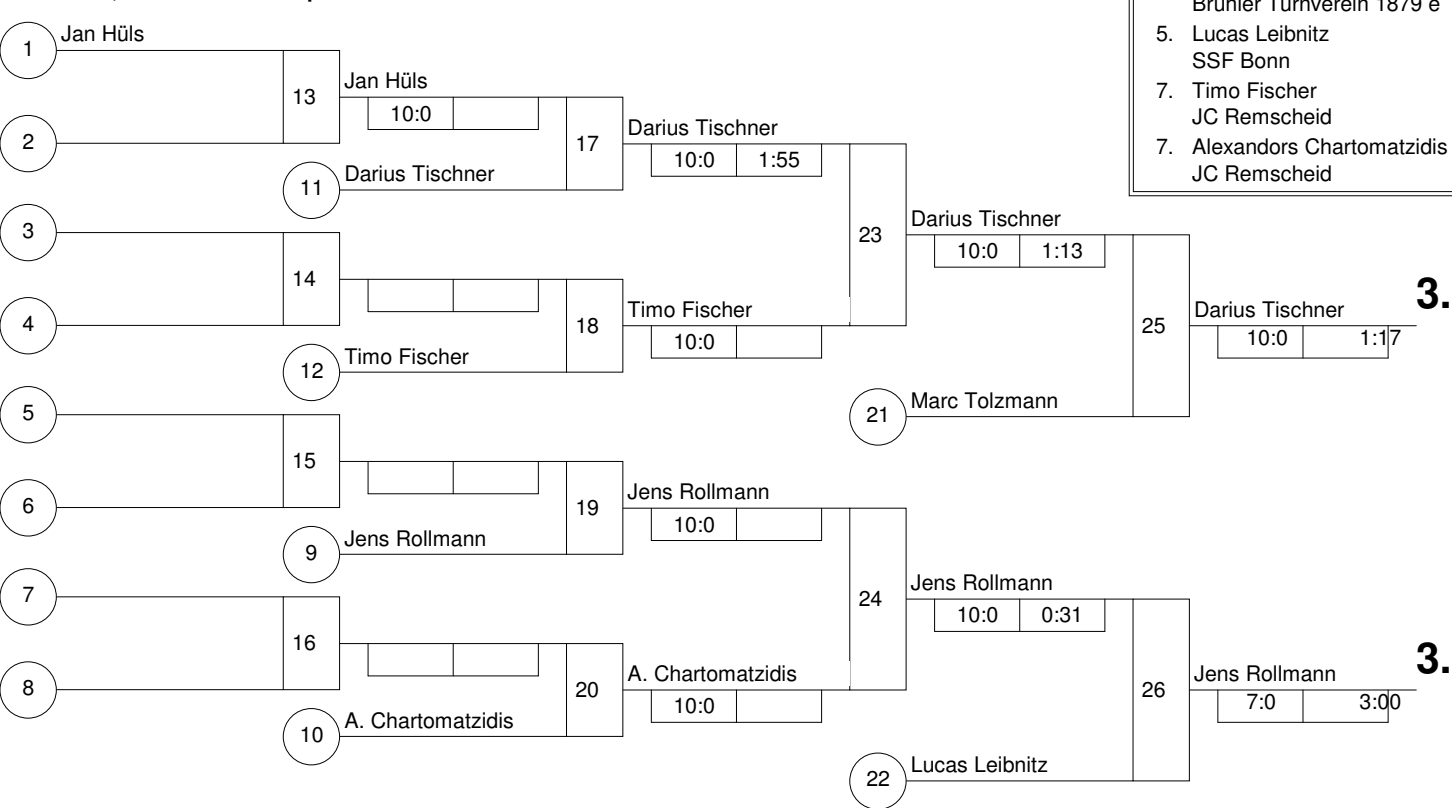 Brühler Turnverein 1879 e
5. Lucas Leibnitz
SSF Bonn
7. Timo Fischer
JC Remscheid
7. Alexandors Chartomatzidis
JC Remscheid
1 Jan Hüls
13
Jan Hüls
10:0
2
17
Darius Tischner
10:0 1:55
11 Darius Tischner
3
14
23
Darius Tischner
10:0 1:13
4
18
Timo Fischer
10:0
12 Timo Fischer
25
Darius Tischner
3.
10:0 1:17
21 Marc Tolzmann
5
15
6
19
Jens Rollmann
10:0
9 Jens Rollmann
7
16
24
Jens Rollmann
10:0 0:31
8
20
A. Chartomatzidis
10:0
10 A. Chartomatzidis
26
Jens Rollmann
3.
7:0 3:00
22 Lucas Leibnitz